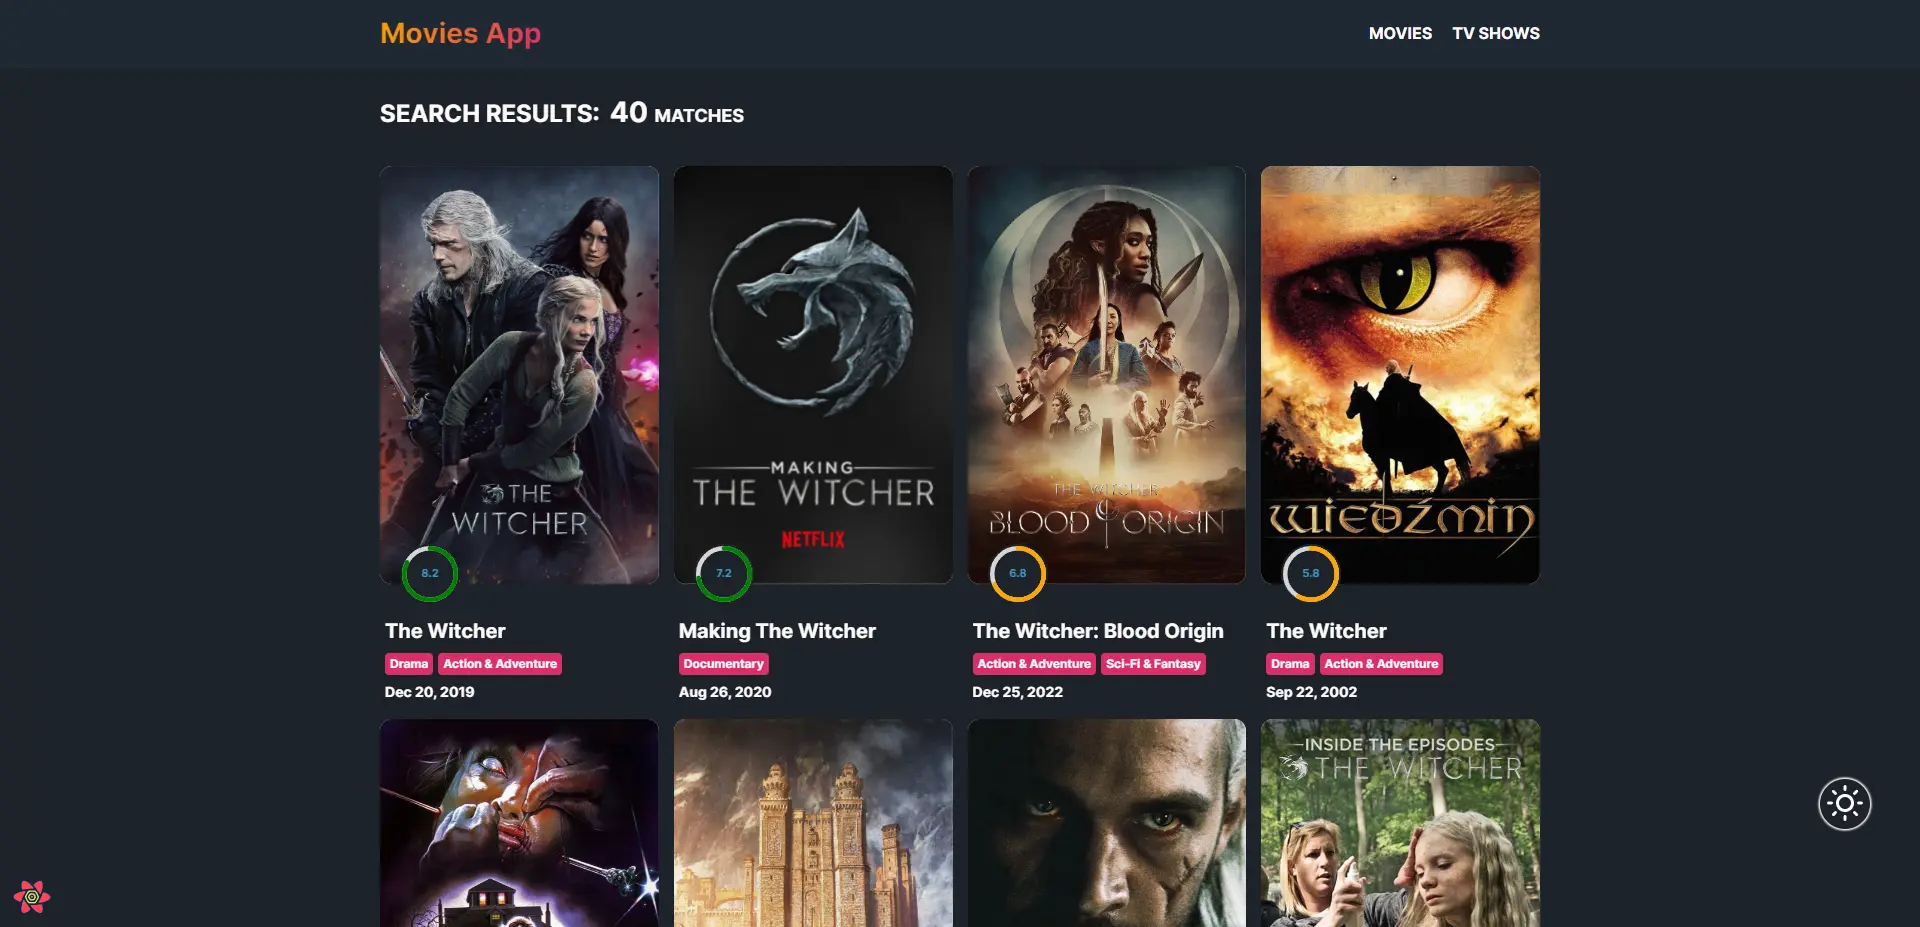 Movies App
MOVIES TV SHOWS
SEARCH RESULTS: 40 MATCHES
THE
WITCHER
MAKING
THE WITCHER
NETFLIX
THE WITCHER
BLOOD ORIGIN
WIEDŹMIN
8.2
7.2
6.8
5.8
The Witcher
Drama Action & Adventure
Dec 20, 2019
Making The Witcher
Documentary
Aug 26, 2020
The Witcher: Blood Origin
Action & Adventure Sci-Fi & Fantasy
Dec 25, 2022
The Witcher
Drama Action & Adventure
Sep 22, 2002
INSIDE THE EPISODES
THE WITCHER